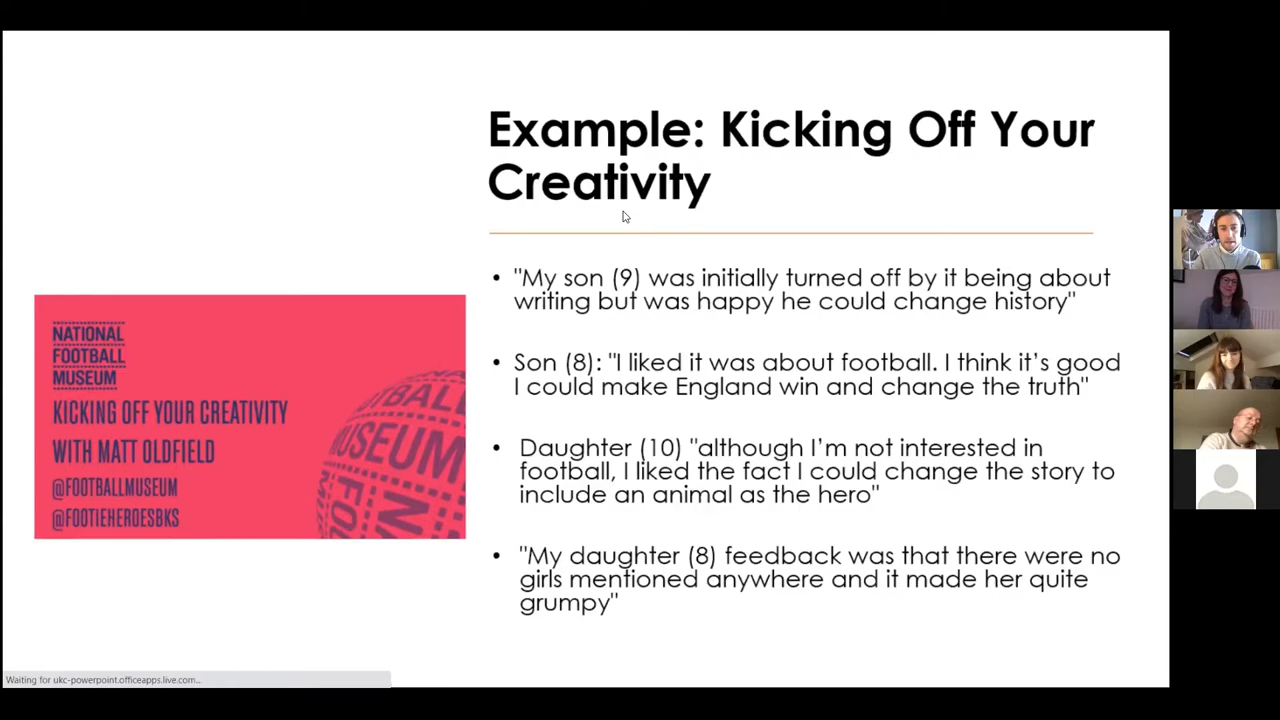 Example: Kicking Off Your
Creativity
• "My son (9) was initially turned off by it being about
writing but was happy he could change history"
• Son (8): "I liked it was about football. I think it's good
I could make England win and change the truth"
• Daughter (10) "although I'm not interested in
football, I liked the fact I could change the story to
include an animal as the hero"
• "My daughter (8) feedback was that there were no
girls mentioned anywhere and it made her quite
grumpy"
NATIONAL
FOOTBALL
MUSEUM
KICKING OFF YOUR CREATIVITY
WITH MATT OLDFIELD
@FOOTBALLMUSEUM
@FOOTIEHEROESBKS
FOOTBALL
MUSEUM
Waiting for ukc-powerpoint.officeapps.live.com...